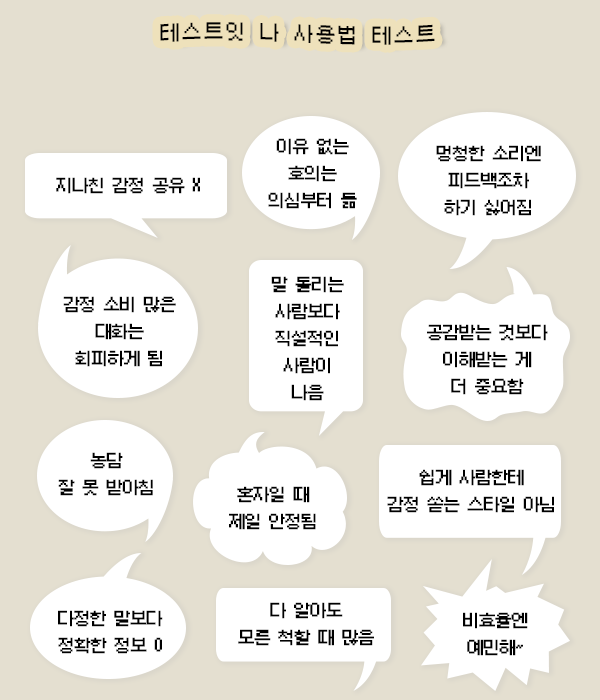 테스트잇 나 사용법 테스트
지나친 감정 공유 X
이유 없는
호의는
의심부터 듦
멍청한 소리엔
피드백조차
하기 싫어짐
감정 소비 많은
대화는
회피하게 됨
말 돌리는
사람보다
직설적인
사람이
나음
공감받는 것보다
이해받는 게
더 중요함
농담
잘 못 받아침
혼자일 때
제일 안정됨
쉽게 사람한테
감정 쏟는 스타일 아님
다정한 말보다
정확한 정보 O
다 알아도
모른 척할 때 많음
비효율엔
예민해~